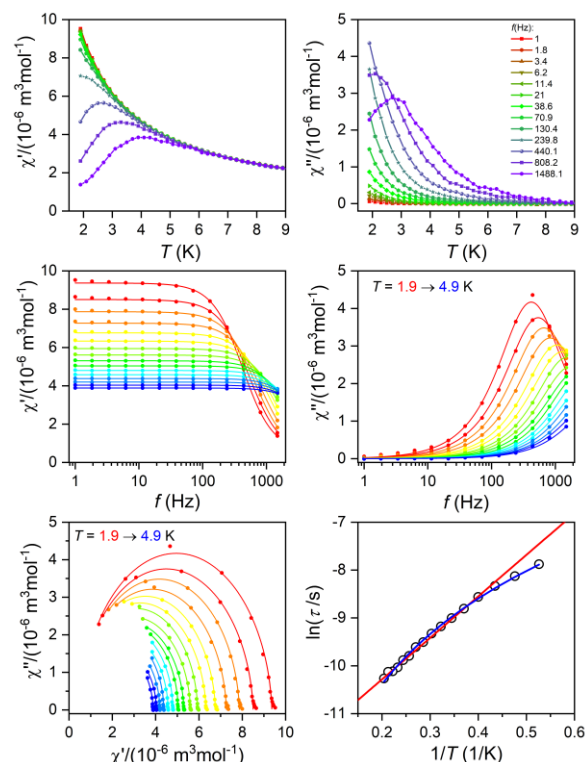 χ'/(10⁻⁶ m³mol⁻¹)
10
8
6
4
2
0
2 3 4 5 6 7 8 9
T (K)
χ''/(10⁻⁶ m³mol⁻¹)
5
4
3
2
1
0
2 3 4 5 6 7 8 9
T (K)
f(Hz):
1
1.8
3.4
6.2
11.4
21
38.6
70.9
130.4
239.8
440.1
808.2
1488.1
χ'/(10⁻⁶ m³mol⁻¹)
10
8
6
4
2
0
1 10 100 1000
f (Hz)
χ''/(10⁻⁶ m³mol⁻¹)
5
4
3
2
1
0
T = 1.9 → 4.9 K
1 10 100 1000
f (Hz)
χ''/(10⁻⁶ m³mol⁻¹)
5
4
3
2
1
0
T = 1.9 → 4.9 K
0 1 2 3 4 5 6 7 8 9 10
χ'/(10⁻⁶ m³mol⁻¹)
ln(τ/s)
-7
-8
-9
-10
-11
0.2 0.3 0.4 0.5 0.6
1/T (1/K)